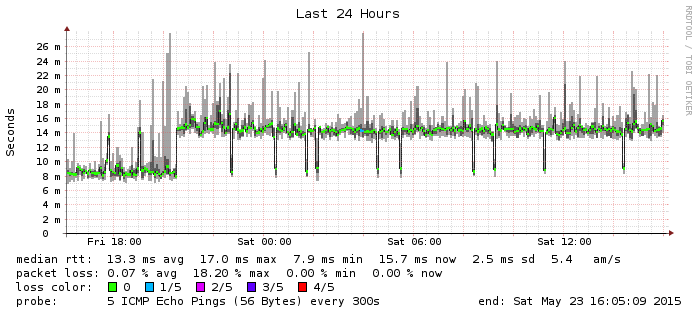 Last 24 Hours
RRDTOOL / TOBI OETIKER
Seconds
26 m
24 m
22 m
20 m
18 m
16 m
14 m
12 m
10 m
8 m
6 m
4 m
2 m
0
Fri 18:00 Sat 00:00 Sat 06:00 Sat 12:00
median rtt: 13.3 ms avg 17.0 ms max 7.9 ms min 15.7 ms now 2.5 ms sd 5.4 am/s
packet loss: 0.07 % avg 18.20 % max 0.00 % min 0.00 % now
loss color: 0 1/5 2/5 3/5 4/5
probe: 5 ICMP Echo Pings (56 Bytes) every 300s end: Sat May 23 16:05:09 2015